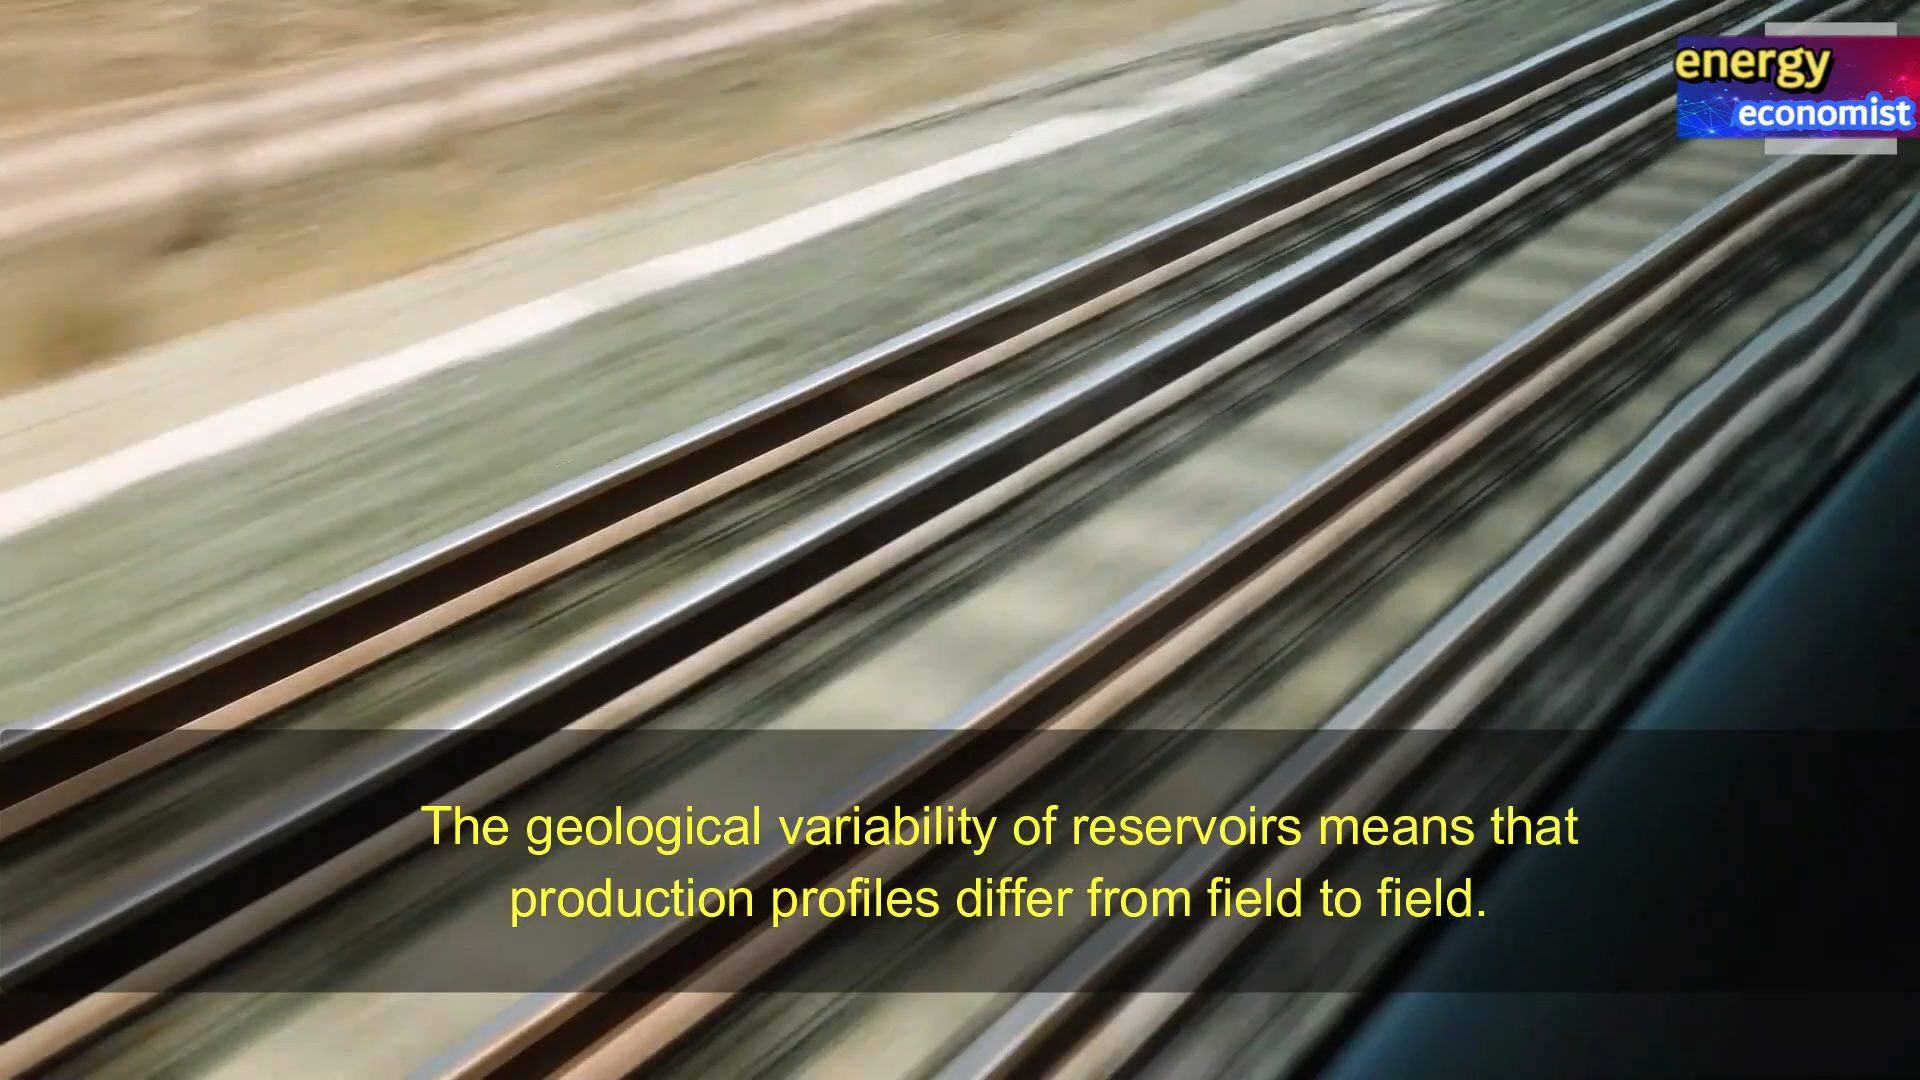 energy
economist
The geological variability of reservoirs means that
production profiles differ from field to field.